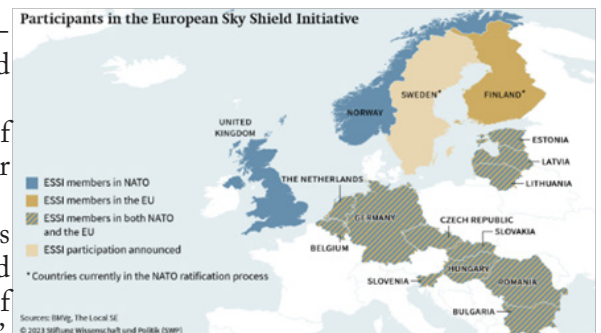 Participants in the European Sky Shield Initiative
d
of
r
s
d
of
,
SWEDEN*
FINLAND*
NORWAY
UNITED
KINGDOM
ESTONIA
LATVIA
LITHUANIA
THE NETHERLANDS
GERMANY
BELGIUM
CZECH REPUBLIC
SLOVAKIA
HUNGARY
SLOVENIA
ROMANIA
BULGARIA
ESSI members in NATO
ESSI members in the EU
ESSI members in both NATO
and the EU
ESSI participation announced
* Countries currently in the NATO ratification process
Sources: BMVg, The Local SE
© 2023 Stiftung Wissenschaft und Politik (SWP)